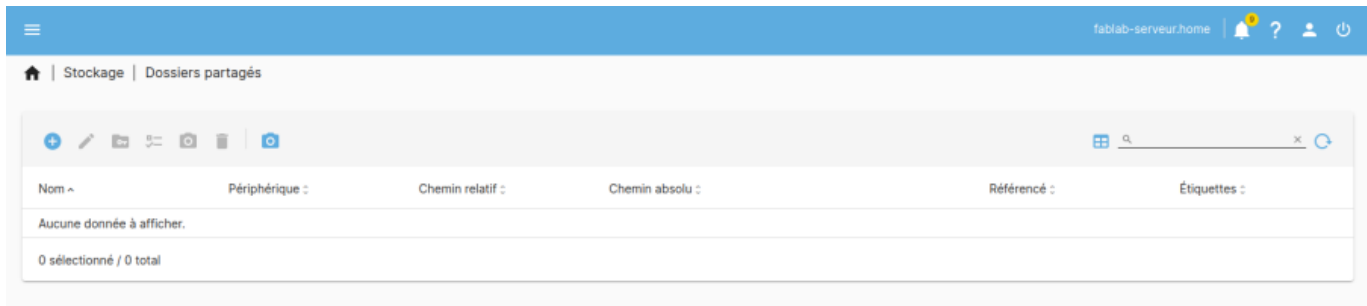 fablab-serveur.home | 9 ?
| Stockage | Dossiers partagés
Nom Périphérique Chemin relatif Chemin absolu Référencé Étiquettes
Aucune donnée à afficher.
0 sélectionné / 0 total